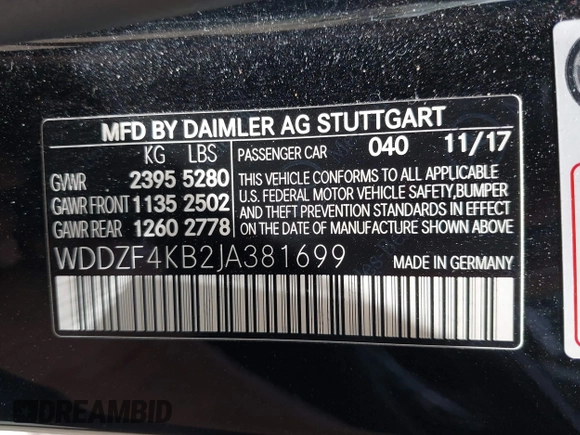 MFD BY DAIMLER AG STUTTGART
KG LBS
GVWR 2395 5280
GAWR FRONT 1135 2502
GAWR REAR 1260 2778
PASSENGER CAR 040 11/17
THIS VEHICLE CONFORMS TO ALL APPLICABLE
U.S. FEDERAL MOTOR VEHICLE SAFETY, BUMPER
AND THEFT PREVENTION STANDARDS IN EFFECT
ON THE DATE OF MANUFACTURE SHOWN ABOVE
WDDZF4KB2JA381699 MADE IN GERMANY
DREAMBID